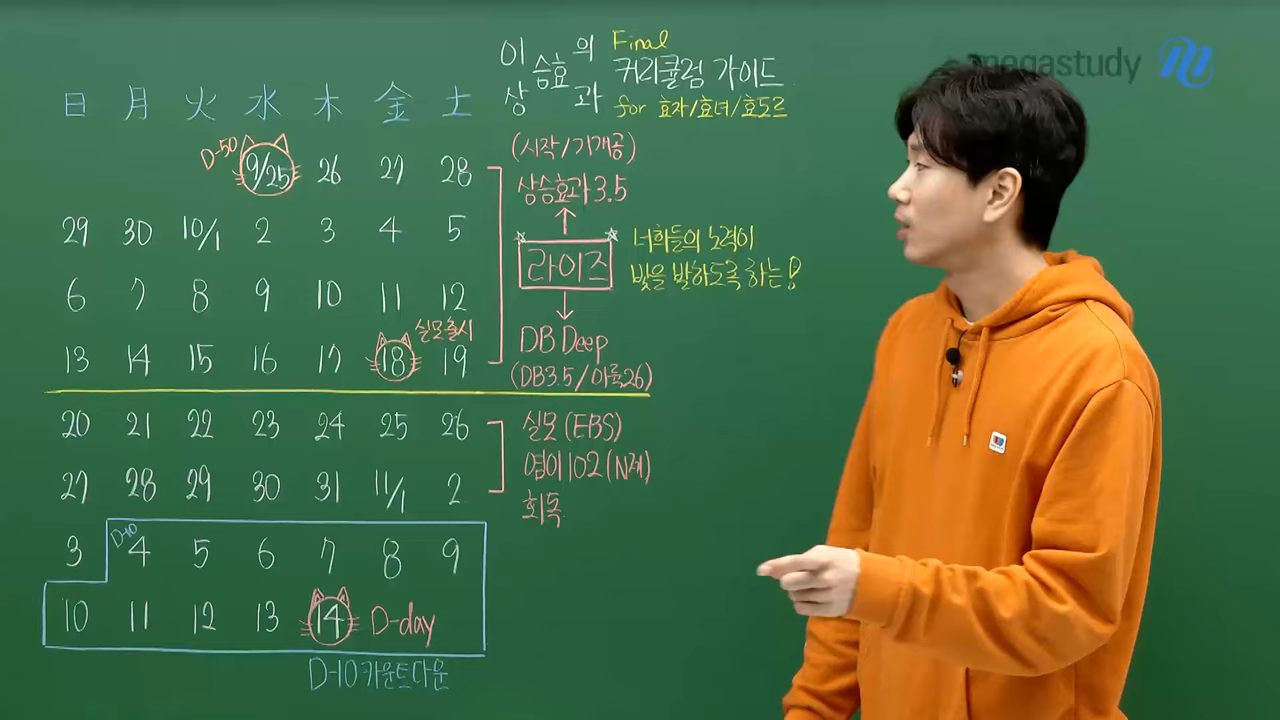 이승효의 상승효과
Final
커리큘럼 가이드
for 효자/효녀/효도르
megastudy
日 月 火 水 木 金 土
D-50
9/25 26 27 28
29 30 10/1 2 3 4 5
6 7 8 9 10 11 12
실모출시
13 14 15 16 17 18 19
20 21 22 23 24 25 26
27 28 29 30 31 11/1 2
D-10
3 4 5 6 7 8 9
10 11 12 13 14 D-day
D-10 카운트다운
(시작/기개공)
상승효과 3.5
라이즈
너희들의 노력이
빛을 발하도록 하는!
DB Deep
(DB3.5/아름26)
실모(EBS)
엄이102(N제)
회독